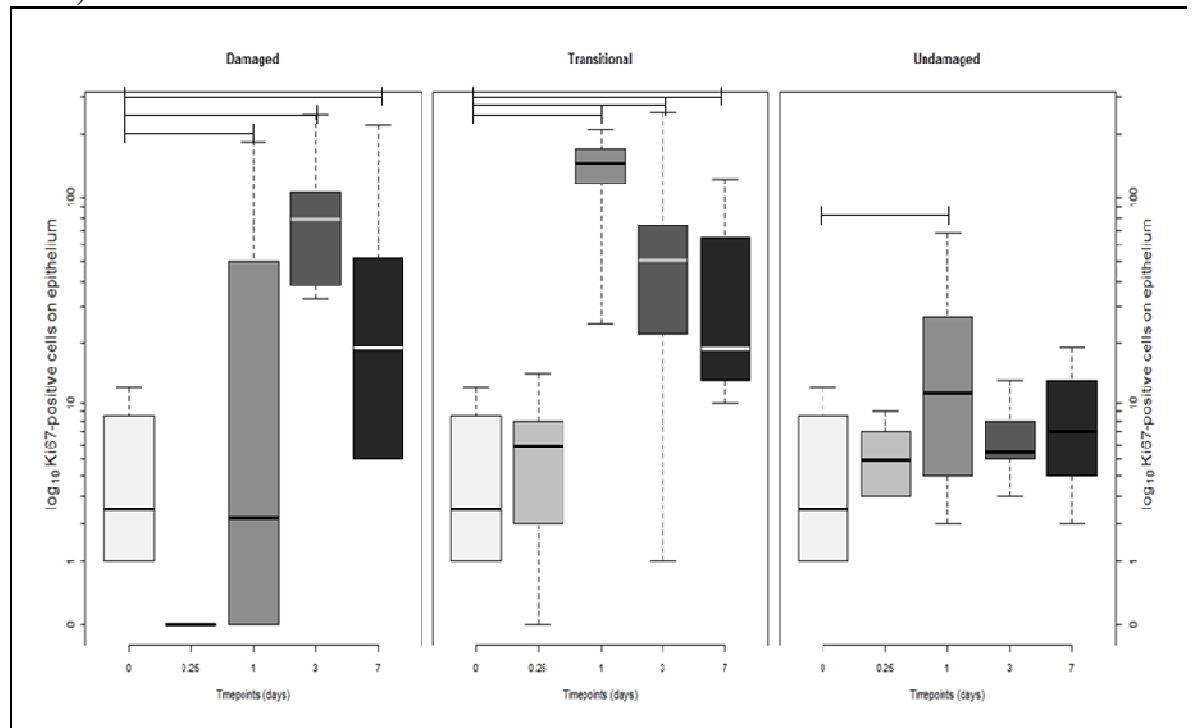 Damaged
Transitional
Undamaged
log10 Ki67-positive cells on epithelium
100
10
1
0
0 0.25 1 3 7
Timepoints (days)
0 0.25 1 3 7
Timepoints (days)
0 0.25 1 3 7
Timepoints (days)
100
10
1
0
log10 Ki67-positive cells on epithelium